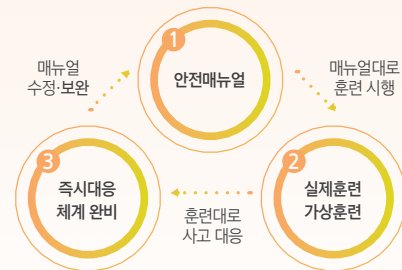 1
안전매뉴얼
매뉴얼대로
훈련 시행
2
실제훈련
가상훈련
훈련대로
사고 대응
3
즉시대응
체계 완비
매뉴얼
수정·보완